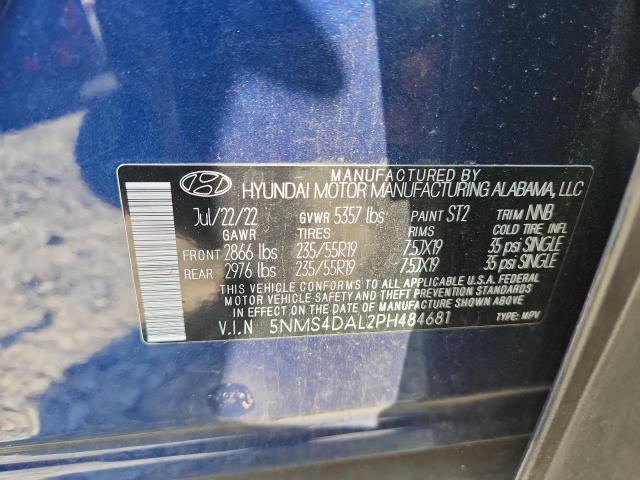 MANUFACTURED BY
HYUNDAI MOTOR MANUFACTURING ALABAMA, LLC
Jul/22/22 GVWR 5357 lbs PAINT ST2 TRIM NNB
GAWR TIRES RIMS COLD TIRE INFL
FRONT 2866 lbs 235/55R19 7.5JX19 35 psi SINGLE
REAR 2976 lbs 235/55R19 7.5JX19 35 psi SINGLE
THIS VEHICLE CONFORMS TO ALL APPLICABLE U.S.A. FEDERAL
MOTOR VEHICLE SAFETY, BUMPER, AND THEFT PREVENTION
STANDARDS IN EFFECT ON THE DATE OF MANUFACTURE SHOWN ABOVE.
V.I.N 5NMS4DAL2PH484681 TYPE: MPV